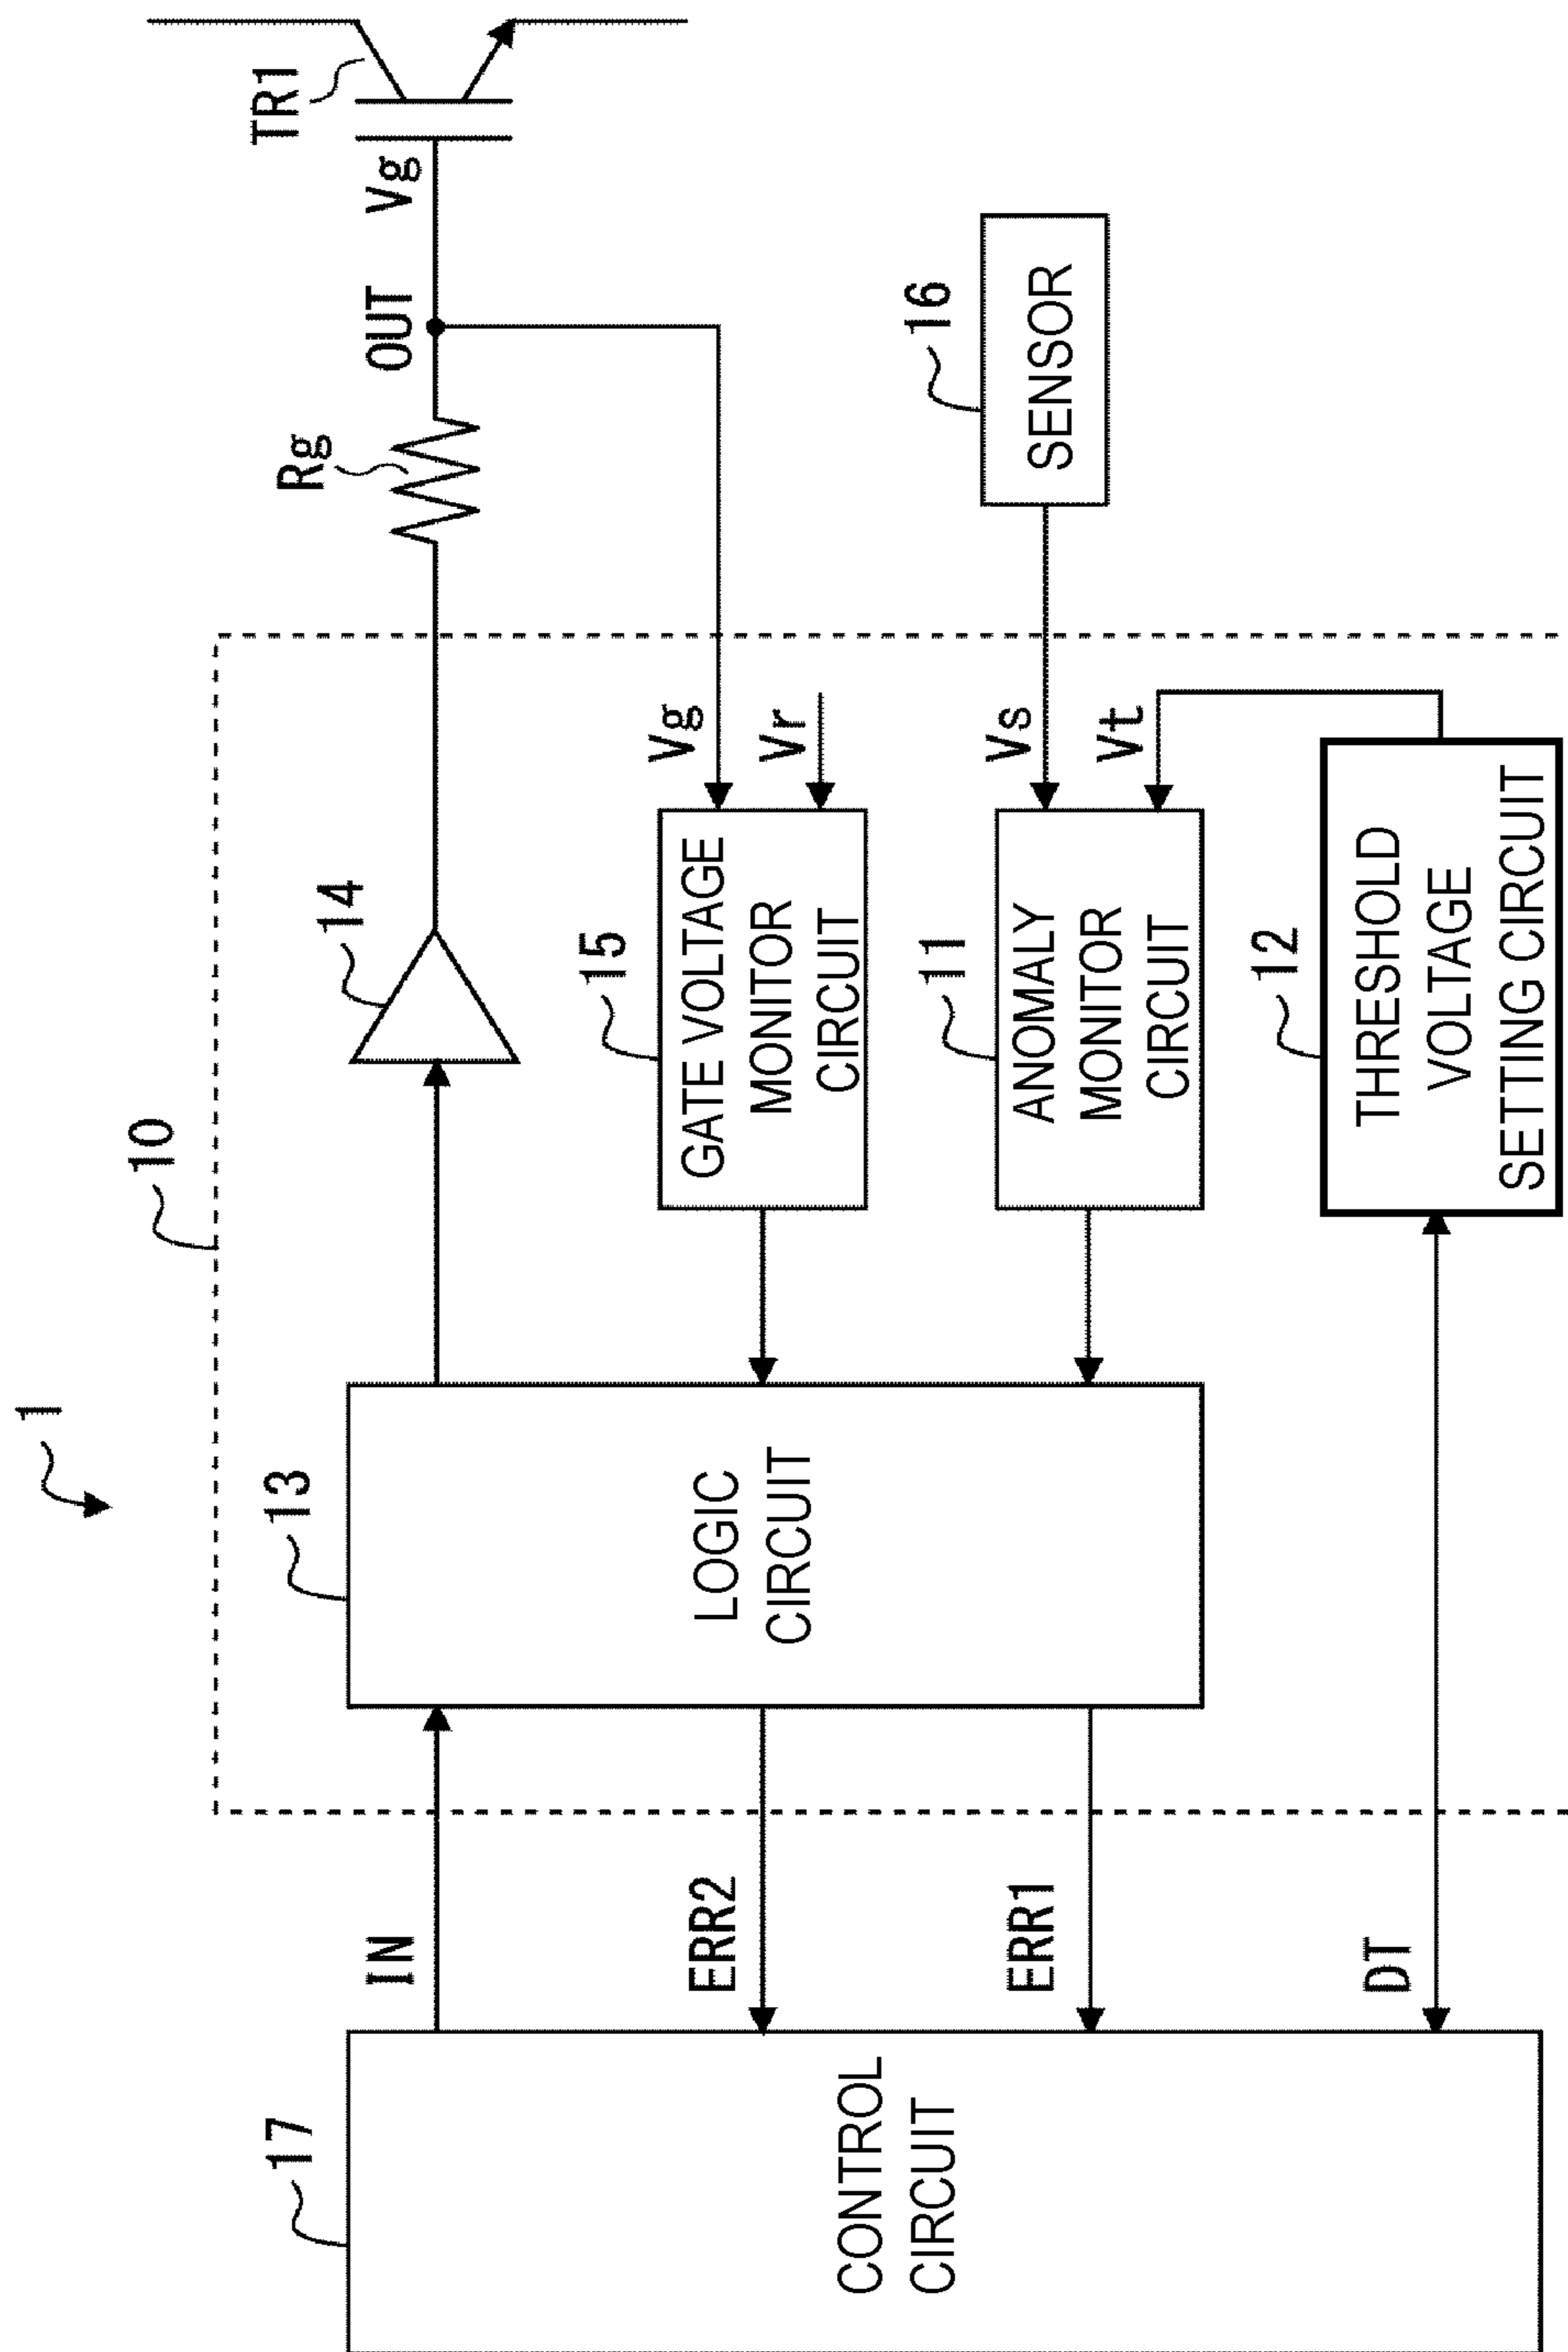 1
10
17
CONTROL
CIRCUIT
IN
ERR2
ERR1
DT
13
LOGIC
CIRCUIT
14
15
GATE VOLTAGE
MONITOR
CIRCUIT
11
ANOMALY
MONITOR
CIRCUIT
12
THRESHOLD
VOLTAGE
SETTING CIRCUIT
Vg
Vr
Vs
Vt
Rg
OUT
Vg
TR1
16
SENSOR